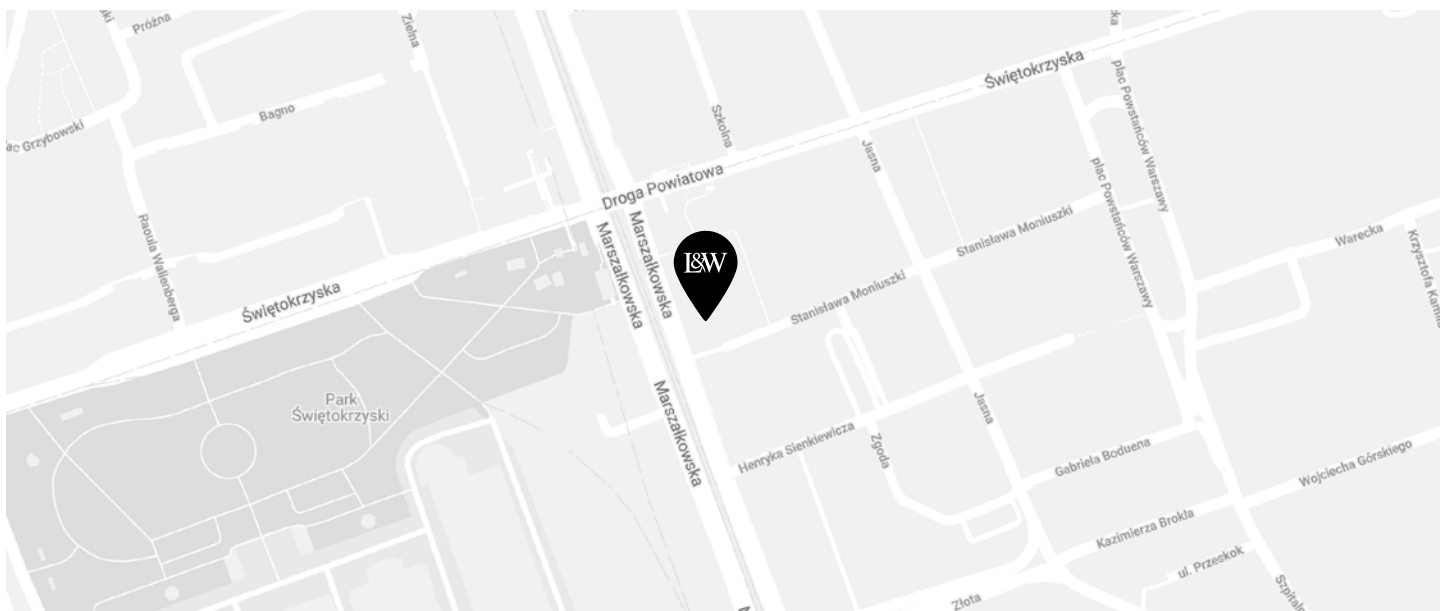 Próżna
Zielna
Bagno
Szkolna
Świętokrzyska
plac Powstańców Warszawy
ac Grzybowski
Jasna
Droga Powiatowa
plac Powstańców Warszawy
Raoula Wallenberga
Marszałkowska
Marszałkowska
Stanisława Moniuszki
Warecka
Krzysztofa Kamila
L&W
Świętokrzyska
Stanisława Moniuszki
Park
Świętokrzyski
Marszałkowska
Jasna
Henryka Sienkiewicza
Zgoda
Gabriela Boduena
Wojciecha Górskiego
Kazimierza Brokla
ul. Przeskok
Złota